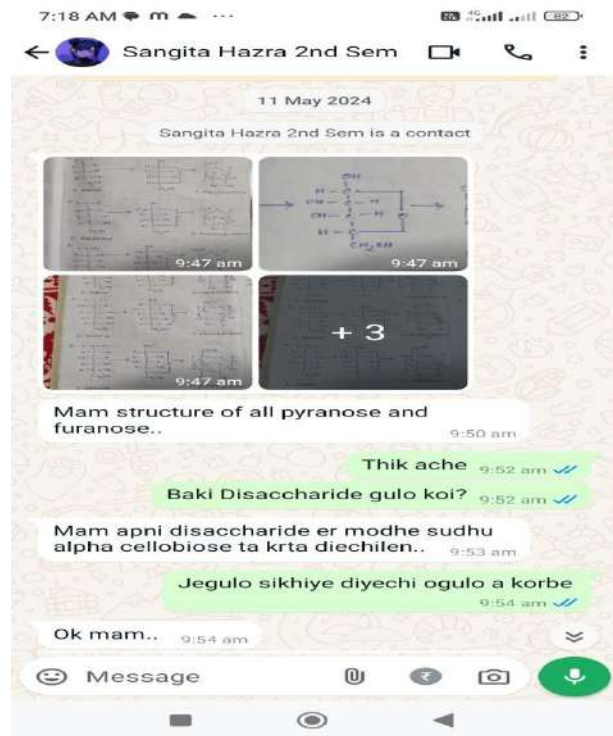 7:18 AM
82
Sangita Hazra 2nd Sem
11 May 2024
Sangita Hazra 2nd Sem is a contact
9:47 am
9:47 am
9:47 am
+ 3
Mam structure of all pyranose and
furanose..
9:50 am
Thik ache 9:52 am
Baki Disaccharide gulo koi? 9:52 am
Mam apni disaccharide er modhe sudhu
alpha cellobiose ta krta diechilen.. 9:53 am
Jegulo sikhiye diyechi ogulo a korbe
9:54 am
Ok mam.. 9:54 am
Message